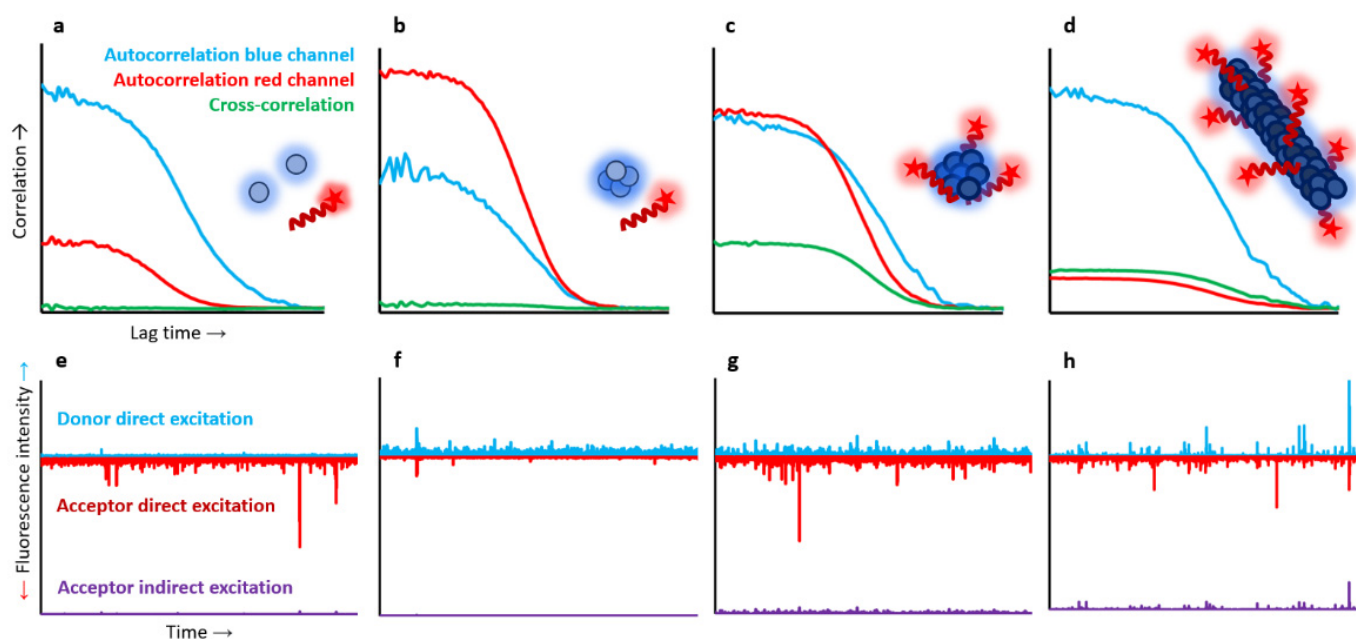 a
b
c
d
Autocorrelation blue channel
Autocorrelation red channel
Cross-correlation
Correlation →
Lag time →
e
f
g
h
← Fluorescence intensity →
Donor direct excitation
Acceptor direct excitation
Acceptor indirect excitation
Time →